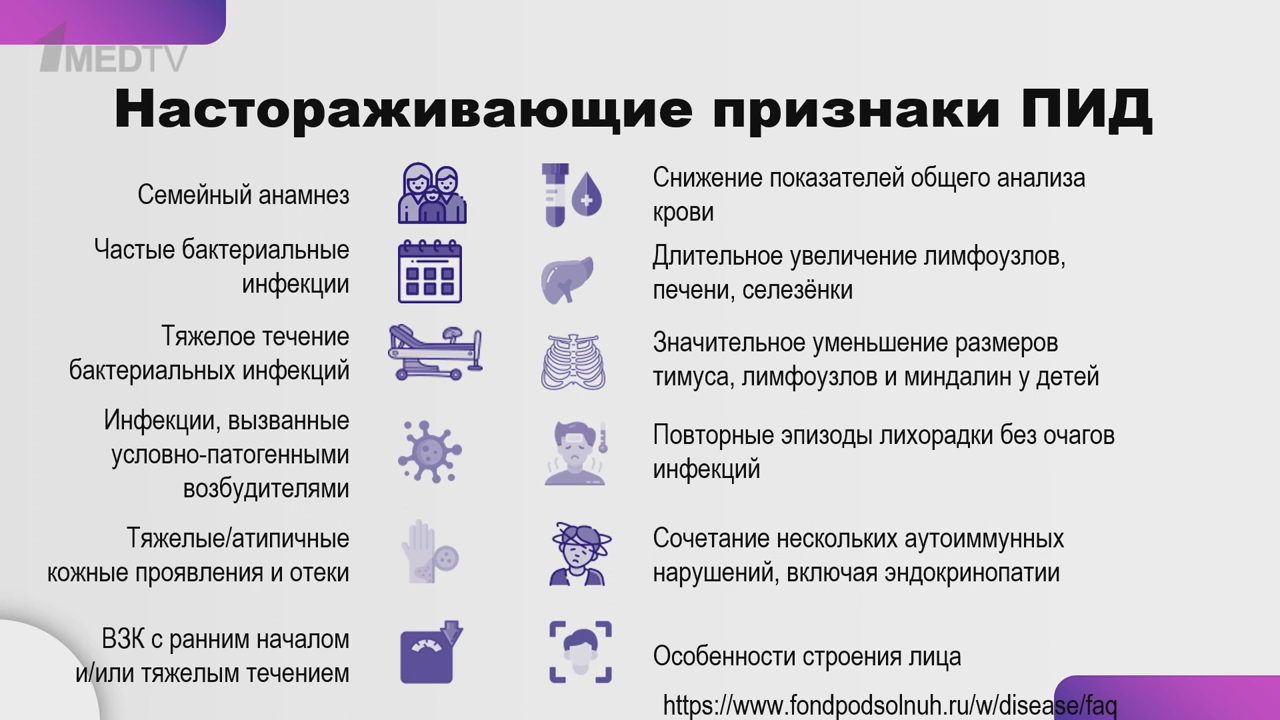 1MEDTV
Настораживающие признаки ПИД
Семейный анамнез
Частые бактериальные
инфекции
Тяжелое течение
бактериальных инфекций
Инфекции, вызванные
условно-патогенными
возбудителями
Тяжелые/атипичные
кожные проявления и отеки
ВЗК с ранним началом
и/или тяжелым течением
Снижение показателей общего анализа
крови
Длительное увеличение лимфоузлов,
печени, селезёнки
Значительное уменьшение размеров
тимуса, лимфоузлов и миндалин у детей
Повторные эпизоды лихорадки без очагов
инфекций
Сочетание нескольких аутоиммунных
нарушений, включая эндокринопатии
Особенности строения лица
https://www.fondpodsolnuh.ru/w/disease/faq